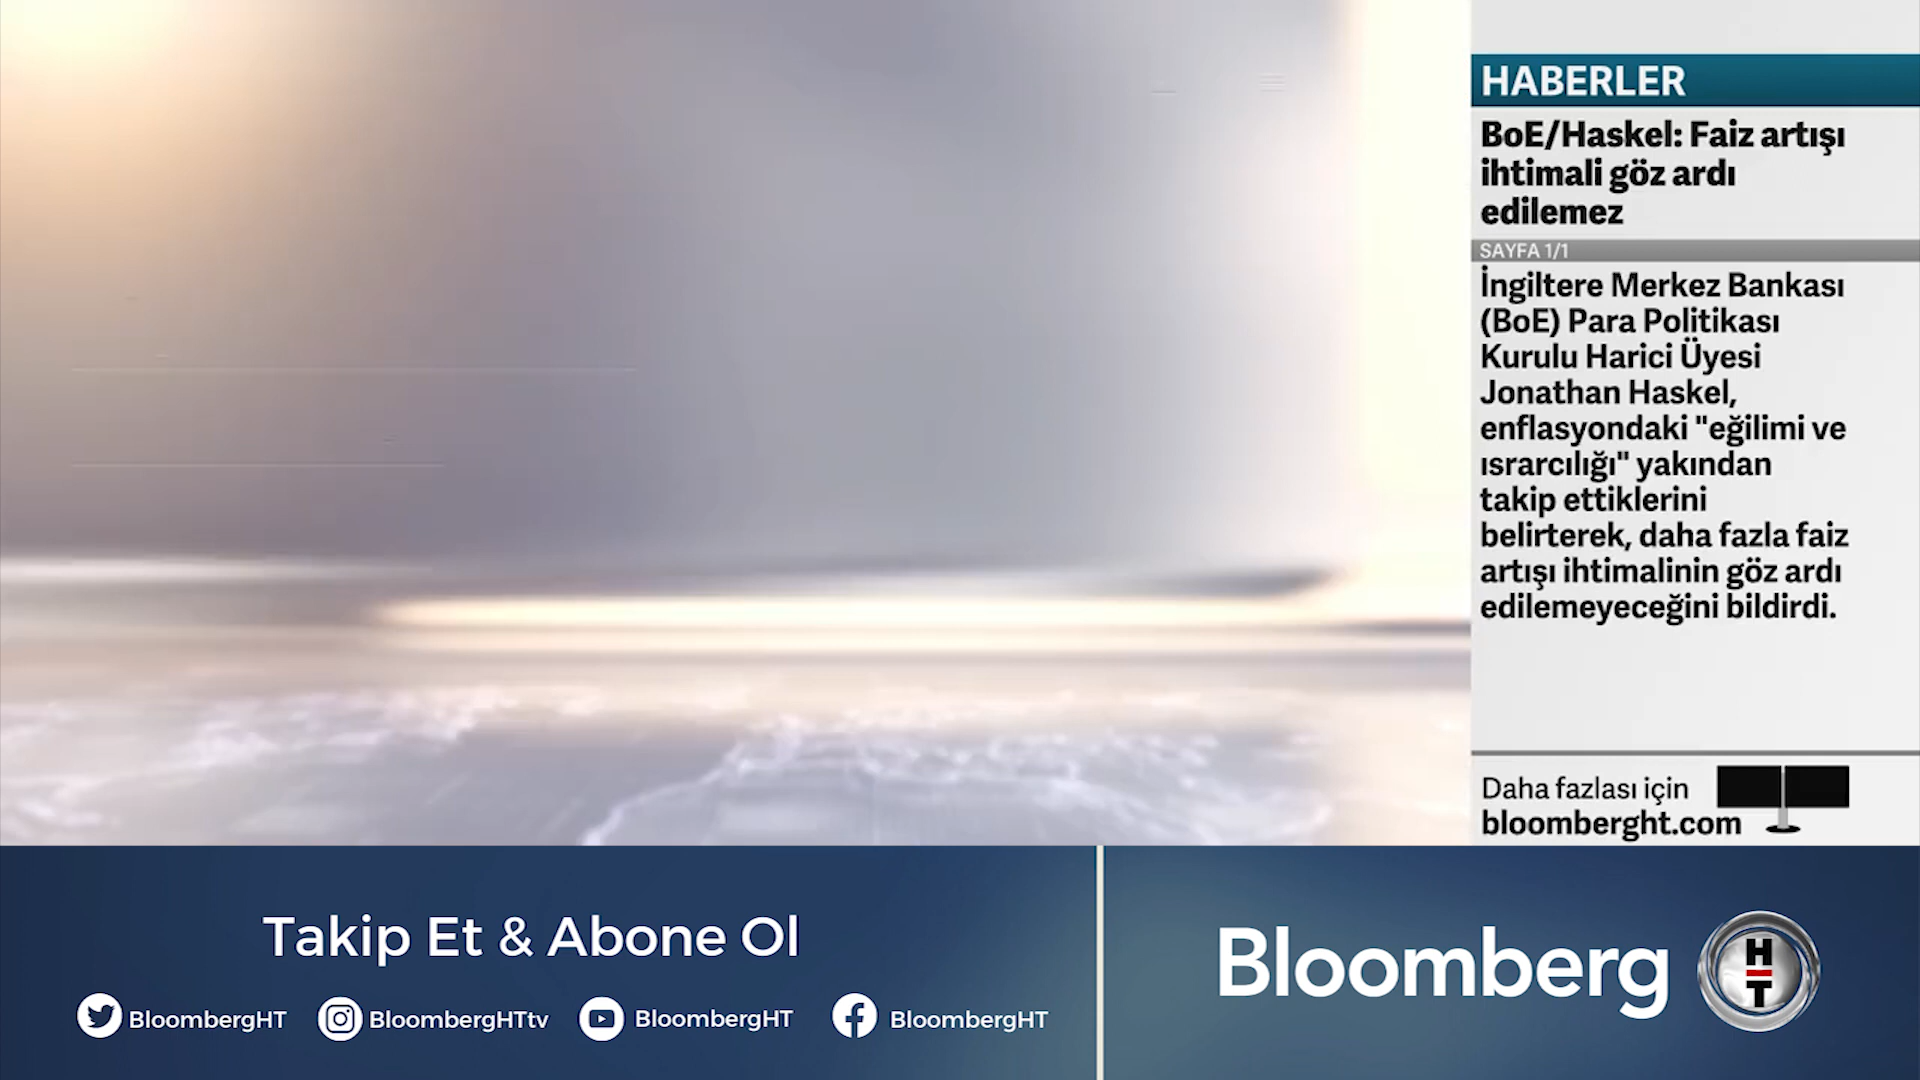 HABERLER
BoE/Haskel: Faiz artışı
ihtimali göz ardı
edilemez
SAYFA 1/1
İngiltere Merkez Bankası
(BoE) Para Politikası
Kurulu Harici Üyesi
Jonathan Haskel,
enflasyondaki "eğilimi ve
ısrarcılığı" yakından
takip ettiklerini
belirterek, daha fazla faiz
artışı ihtimalinin göz ardı
edilemeyeceğini bildirdi.
Daha fazlası için
bloomberght.com
Takip Et & Abone Ol
BloombergHT BloombergHTtv BloombergHT BloombergHT
Bloomberg HT